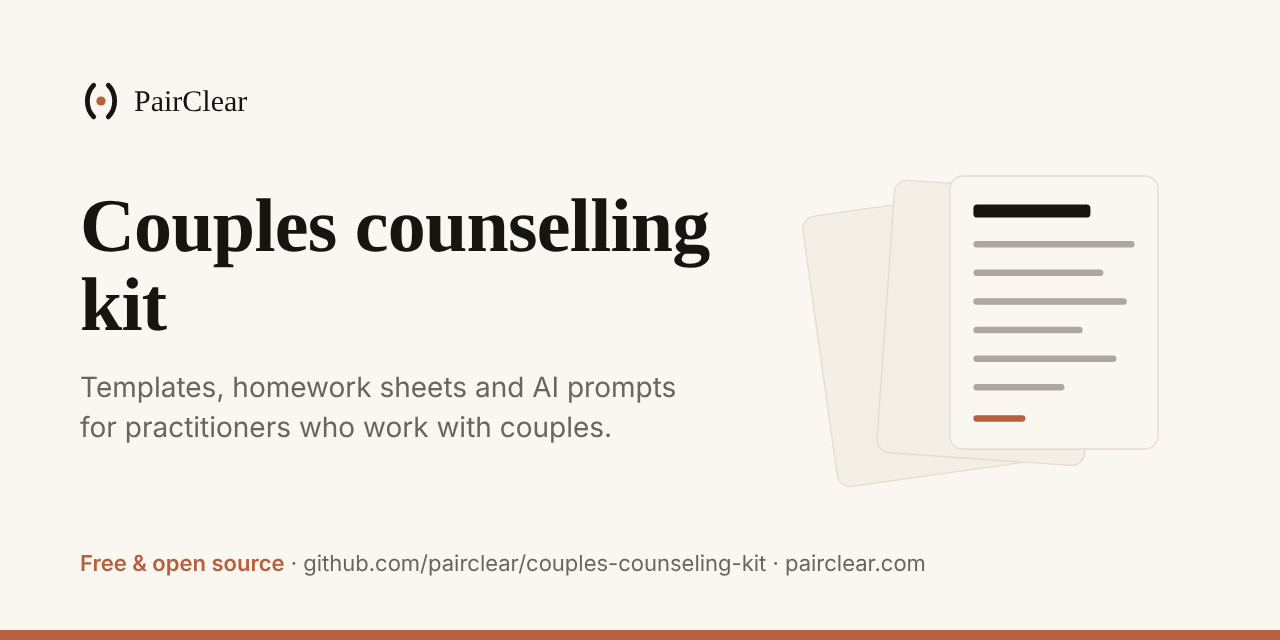 PairClear
Couples counselling
kit
Templates, homework sheets and AI prompts
for practitioners who work with couples.
Free & open source · github.com/pairclear/couples-counseling-kit · pairclear.com